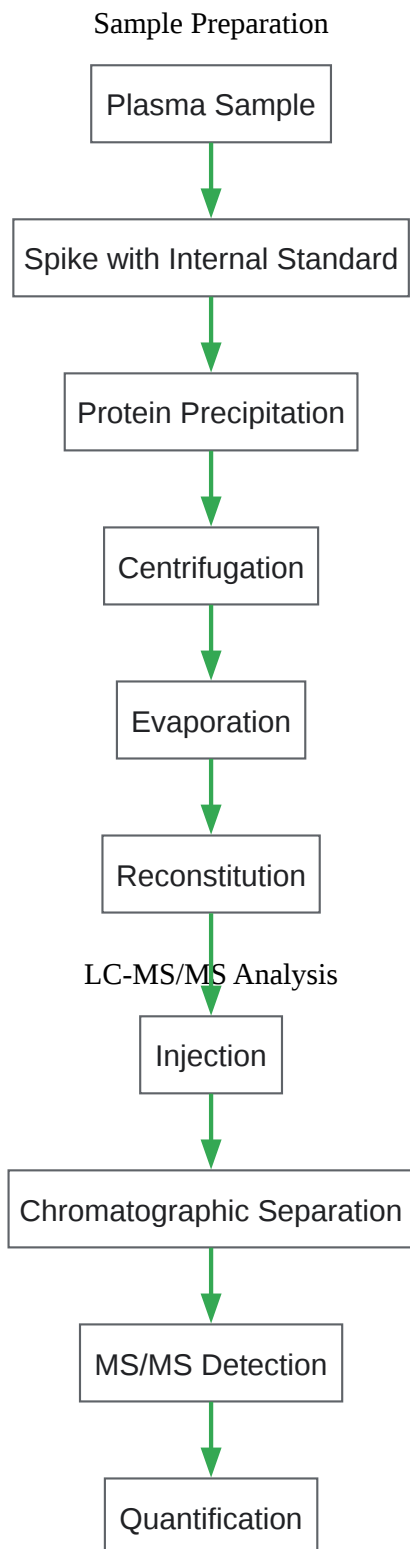 Sample Preparation
Plasma Sample
Spike with Internal Standard
Protein Precipitation
Centrifugation
Evaporation
Reconstitution
LC-MS/MS Analysis
Injection
Chromatographic Separation
MS/MS Detection
Quantification